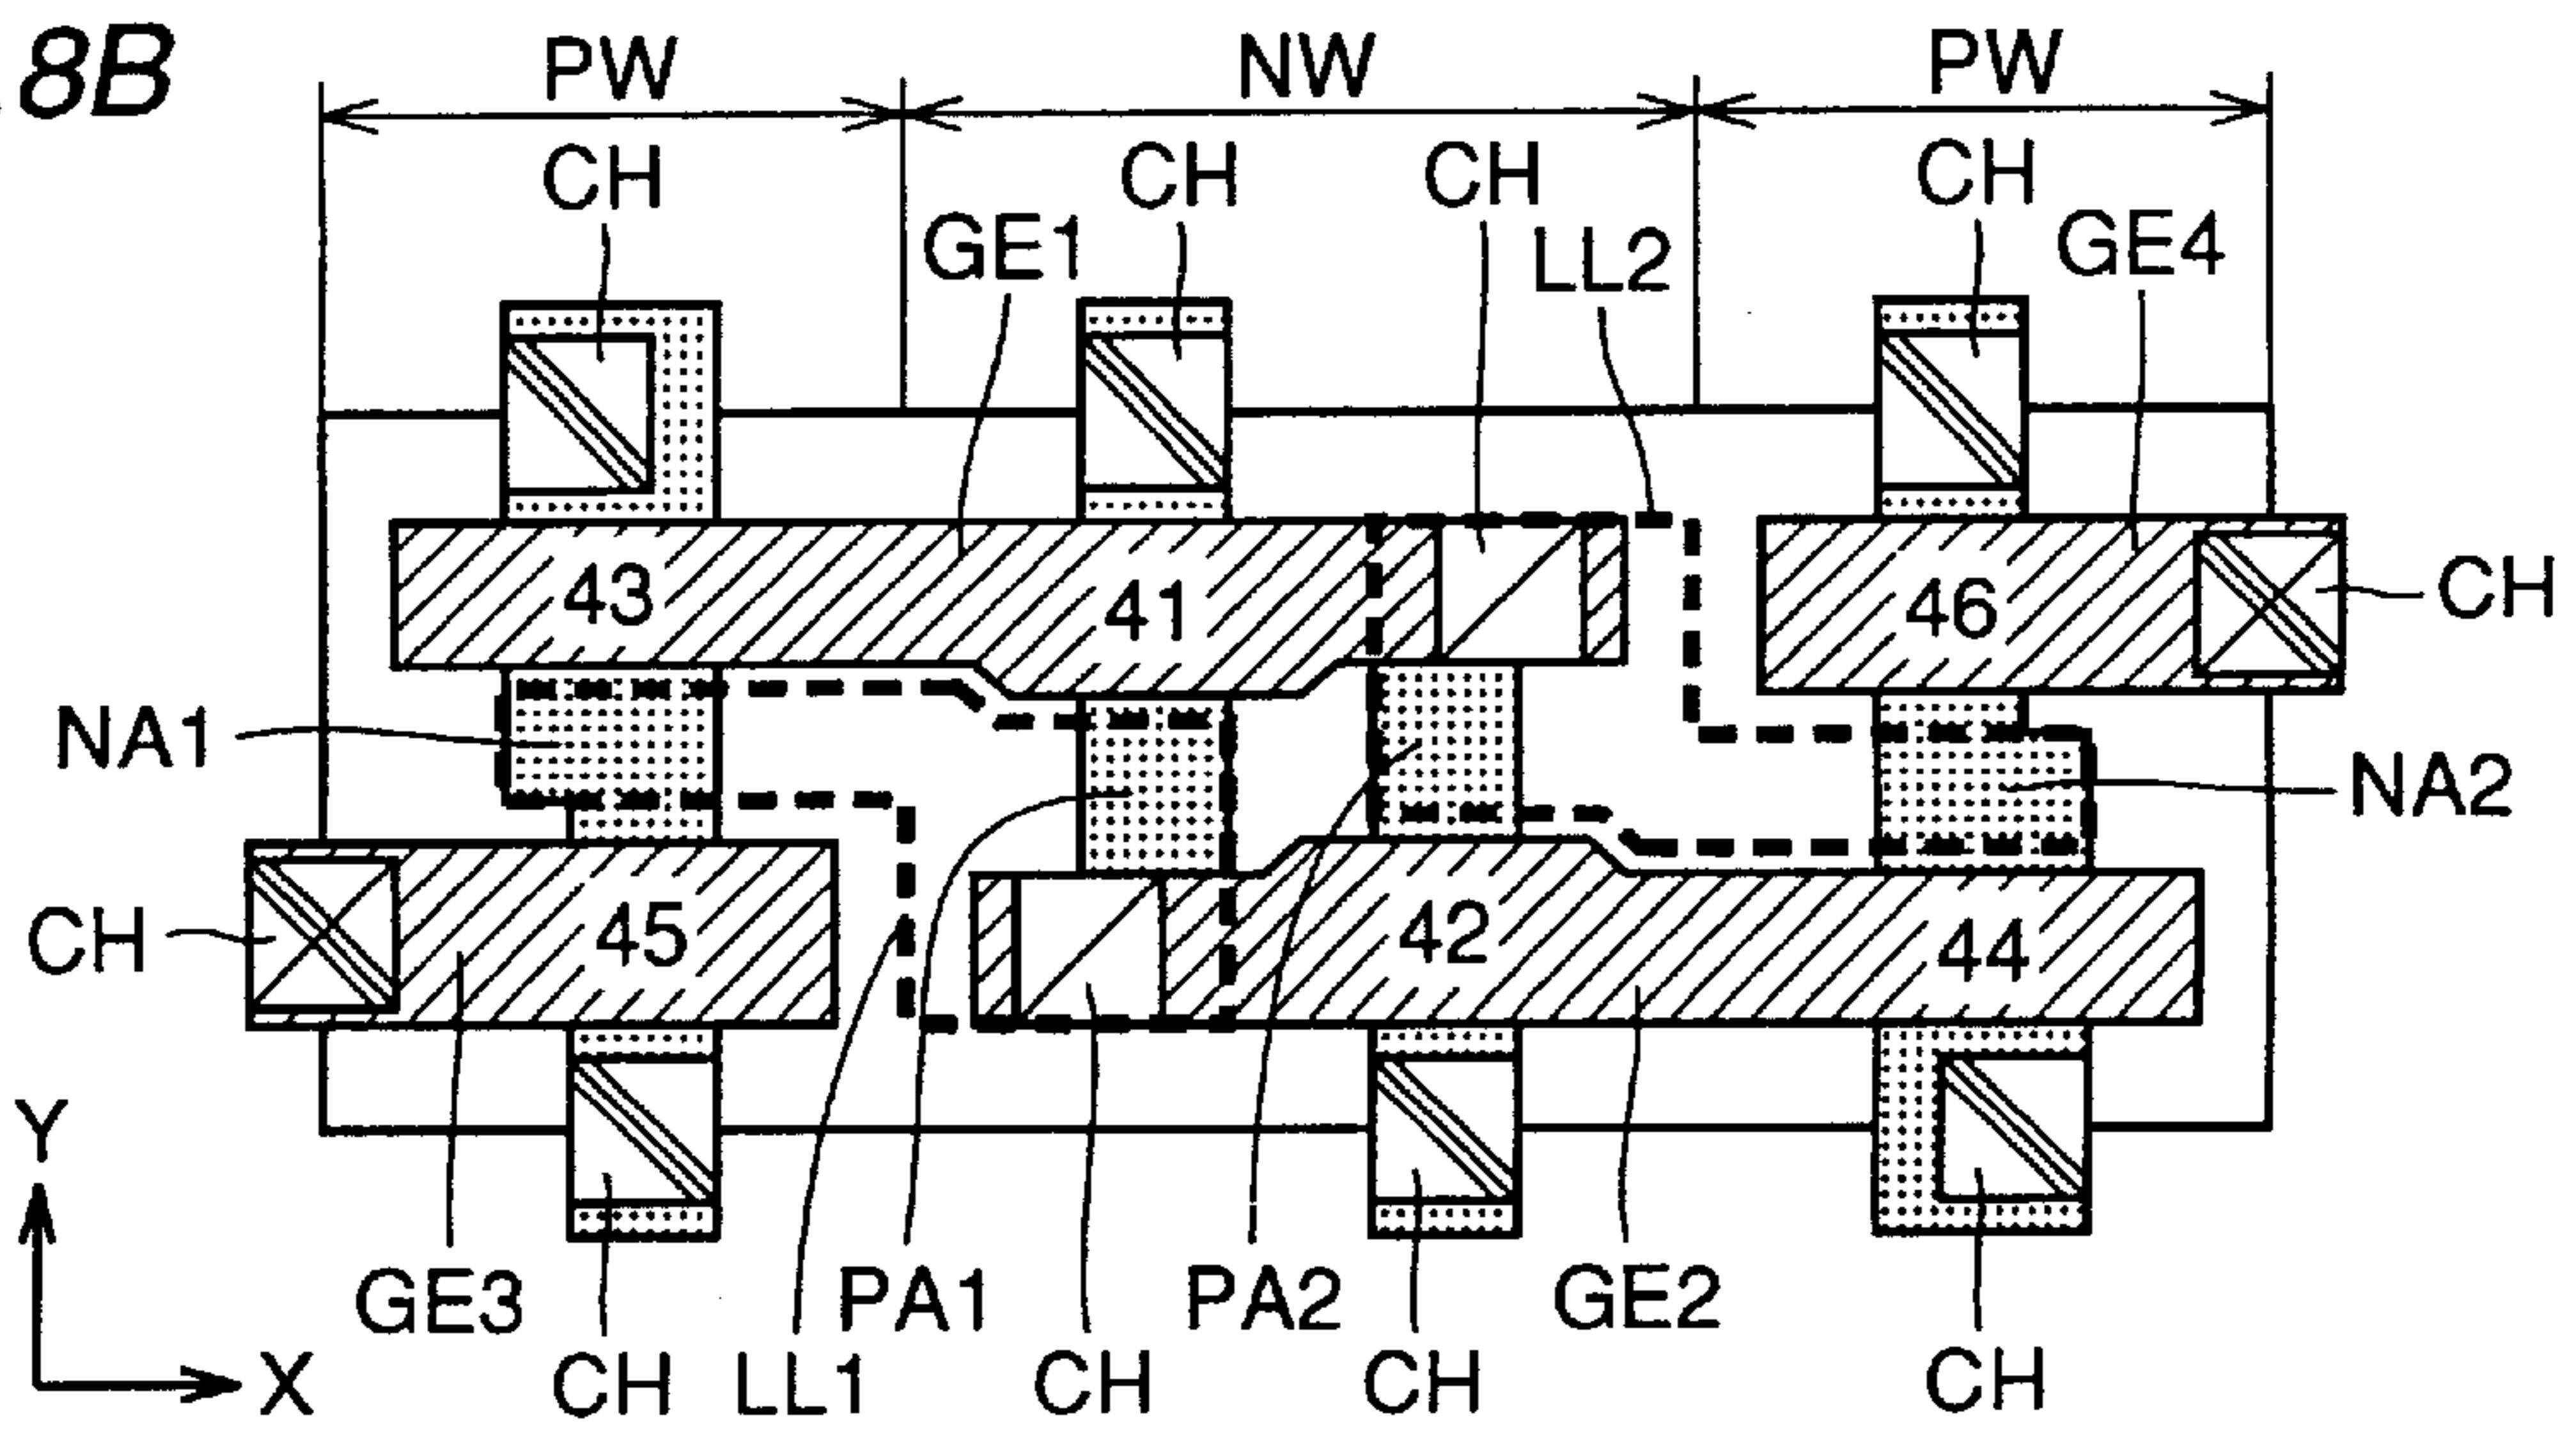 8B
PW NW PW
CH CH CH CH
GE1 LL2 GE4
43 41 46 CH
NA1 NA2
CH 45 42 44
GE3 PA1 PA2 GE2
CH LL1 CH CH CH
Y
X